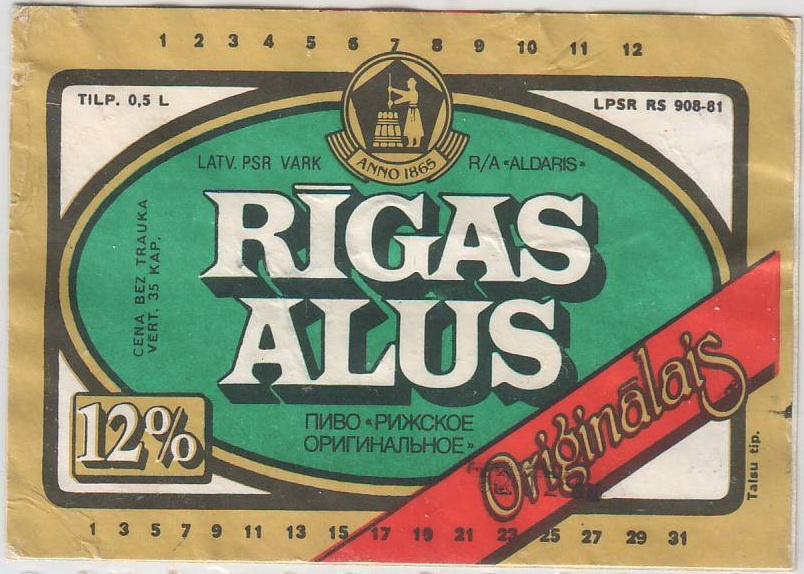 1 2 3 4 5 6 7 8 9 10 11 12
TILP. 0,5 L
LPSR RS 908-81
ANNO 1865
LATV. PSR VARK
R/A «ALDARIS»
RĪGAS
ALUS
CENA BEZ TRAUKA
VERT. 35 KAP.
12%
ПИВО «РИЖСКОЕ
ОРИГИНАЛЬНОЕ»
Oriģinālais
Talsu tip.
1 3 5 7 9 11 13 15 17 19 21 23 25 27 29 31